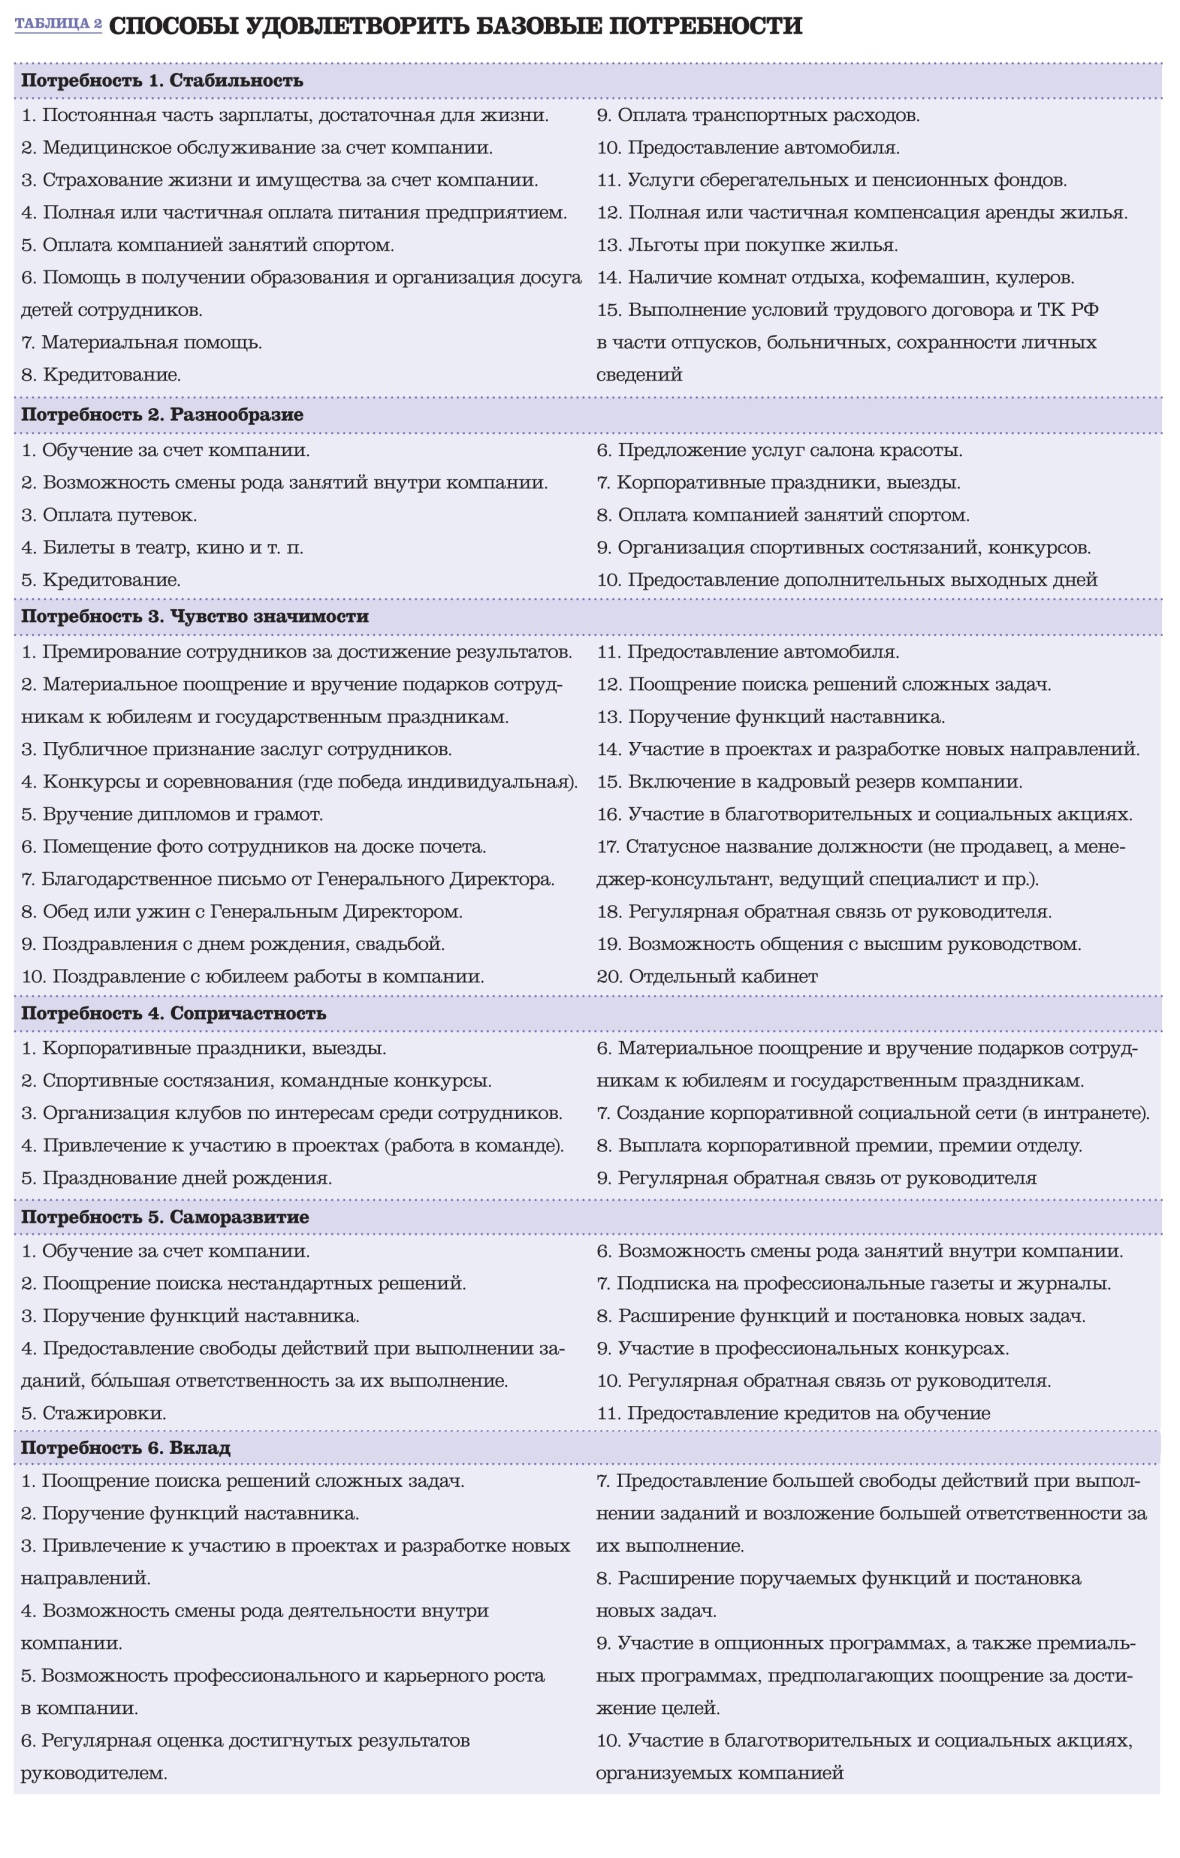 ТАБЛИЦА 2 СПОСОБЫ УДОВЛЕТВОРИТЬ БАЗОВЫЕ ПОТРЕБНОСТИ
Потребность 1. Стабильность
1. Постоянная часть зарплаты, достаточная для жизни.
2. Медицинское обслуживание за счет компании.
3. Страхование жизни и имущества за счет компании.
4. Полная или частичная оплата питания предприятием.
5. Оплата компанией занятий спортом.
6. Помощь в получении образования и организация досуга
детей сотрудников.
7. Материальная помощь.
8. Кредитование.
9. Оплата транспортных расходов.
10. Предоставление автомобиля.
11. Услуги сберегательных и пенсионных фондов.
12. Полная или частичная компенсация аренды жилья.
13. Льготы при покупке жилья.
14. Наличие комнат отдыха, кофемашин, кулеров.
15. Выполнение условий трудового договора и ТК РФ
в части отпусков, больничных, сохранности личных
сведений
Потребность 2. Разнообразие
1. Обучение за счет компании.
2. Возможность смены рода занятий внутри компании.
3. Оплата путевок.
4. Билеты в театр, кино и т. п.
5. Кредитование.
6. Предложение услуг салона красоты.
7. Корпоративные праздники, выезды.
8. Оплата компанией занятий спортом.
9. Организация спортивных состязаний, конкурсов.
10. Предоставление дополнительных выходных дней
Потребность 3. Чувство значимости
1. Премирование сотрудников за достижение результатов.
2. Материальное поощрение и вручение подарков сотруд-
никам к юбилеям и государственным праздникам.
3. Публичное признание заслуг сотрудников.
4. Конкурсы и соревнования (где победа индивидуальная).
5. Вручение дипломов и грамот.
6. Помещение фото сотрудников на доске почета.
7. Благодарственное письмо от Генерального Директора.
8. Обед или ужин с Генеральным Директором.
9. Поздравления с днем рождения, свадьбой.
10. Поздравление с юбилеем работы в компании.
11. Предоставление автомобиля.
12. Поощрение поиска решений сложных задач.
13. Поручение функций наставника.
14. Участие в проектах и разработке новых направлений.
15. Включение в кадровый резерв компании.
16. Участие в благотворительных и социальных акциях.
17. Статусное название должности (не продавец, а мене-
джер-консультант, ведущий специалист и пр.).
18. Регулярная обратная связь от руководителя.
19. Возможность общения с высшим руководством.
20. Отдельный кабинет
Потребность 4. Сопричастность
1. Корпоративные праздники, выезды.
2. Спортивные состязания, командные конкурсы.
3. Организация клубов по интересам среди сотрудников.
4. Привлечение к участию в проектах (работа в команде).
5. Празднование дней рождения.
6. Материальное поощрение и вручение подарков сотруд-
никам к юбилеям и государственным праздникам.
7. Создание корпоративной социальной сети (в интранете).
8. Выплата корпоративной премии, премии отделу.
9. Регулярная обратная связь от руководителя
Потребность 5. Саморазвитие
1. Обучение за счет компании.
2. Поощрение поиска нестандартных решений.
3. Поручение функций наставника.
4. Предоставление свободы действий при выполнении за-
даний, бо́льшая ответственность за их выполнение.
5. Стажировки.
6. Возможность смены рода занятий внутри компании.
7. Подписка на профессиональные газеты и журналы.
8. Расширение функций и постановка новых задач.
9. Участие в профессиональных конкурсах.
10. Регулярная обратная связь от руководителя.
11. Предоставление кредитов на обучение
Потребность 6. Вклад
1. Поощрение поиска решений сложных задач.
2. Поручение функций наставника.
3. Привлечение к участию в проектах и разработке новых
направлений.
4. Возможность смены рода деятельности внутри
компании.
5. Возможность профессионального и карьерного роста
в компании.
6. Регулярная оценка достигнутых результатов
руководителем.
7. Предоставление большей свободы действий при выпол-
нении заданий и возложение большей ответственности за
их выполнение.
8. Расширение поручаемых функций и постановка
новых задач.
9. Участие в опционных программах, а также премиаль-
ных программах, предполагающих поощрение за дости-
жение целей.
10. Участие в благотворительных и социальных акциях,
организуемых компанией